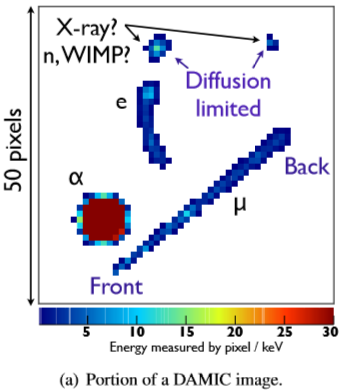 X-ray?
n, WIMP?
Diffusion
limited
e
50 pixels
α
Back
μ
Front
5 10 15 20 25 30
Energy measured by pixel / keV
(a) Portion of a DAMIC image.